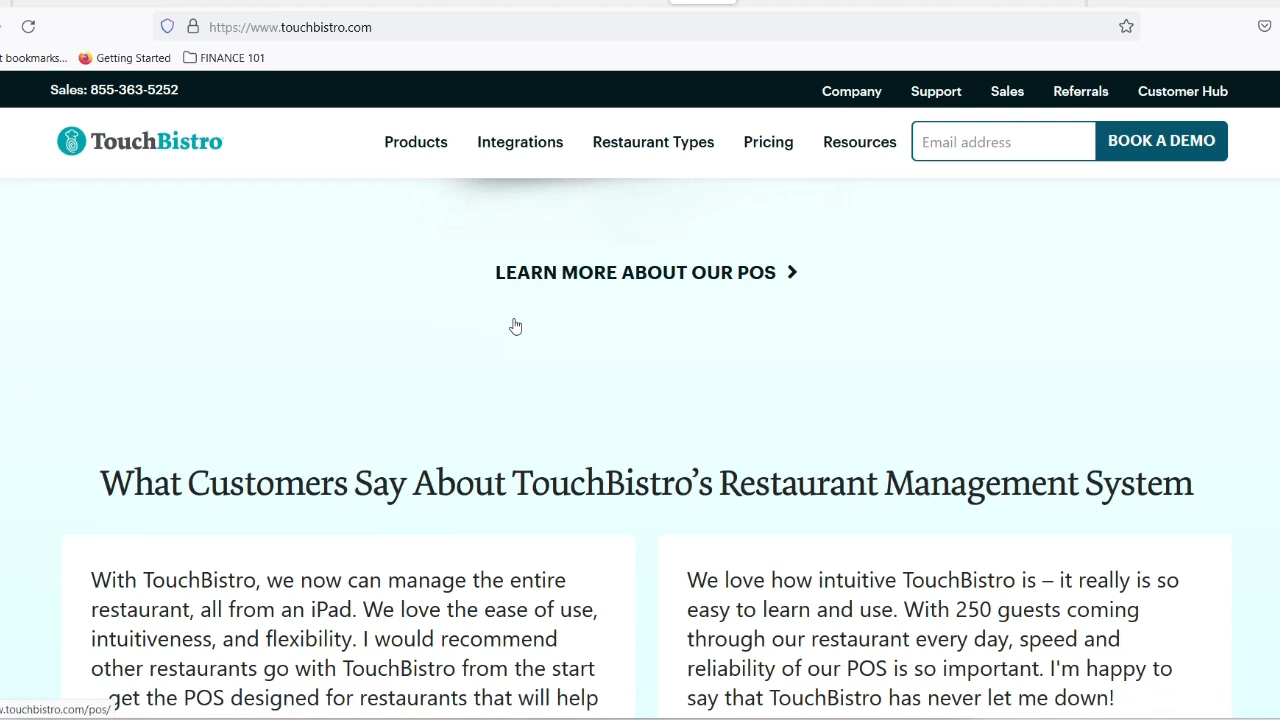 https://www.touchbistro.com
t bookmarks...
Getting Started
FINANCE 101
Sales: 855-363-5252
Company
Support
Sales
Referrals
Customer Hub
TouchBistro
Products
Integrations
Restaurant Types
Pricing
Resources
Email address
BOOK A DEMO
LEARN MORE ABOUT OUR POS
What Customers Say About TouchBistro's Restaurant Management System
With TouchBistro, we now can manage the entire
restaurant, all from an iPad. We love the ease of use,
intuitiveness, and flexibility. I would recommend
other restaurants go with TouchBistro from the start
get the POS designed for restaurants that will help
We love how intuitive TouchBistro is – it really is so
easy to learn and use. With 250 guests coming
through our restaurant every day, speed and
reliability of our POS is so important. I'm happy to
say that TouchBistro has never let me down!
w.touchbistro.com/pos/